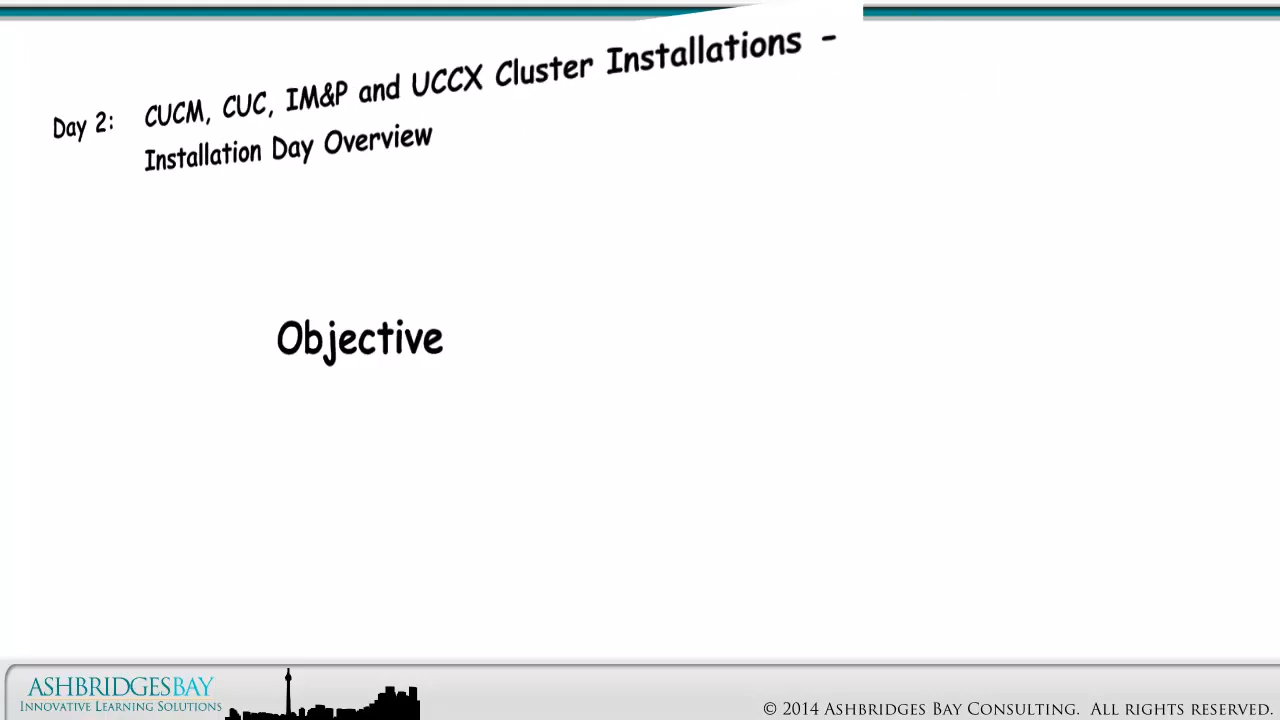 Day 2: CUCM, CUC, IM&P and UCCX Cluster Installations -
Installation Day Overview
Objective
ASHBRIDGESBAY
INNOVATIVE LEARNING SOLUTIONS
© 2014 ASHBRIDGES BAY CONSULTING. ALL RIGHTS RESERVED.